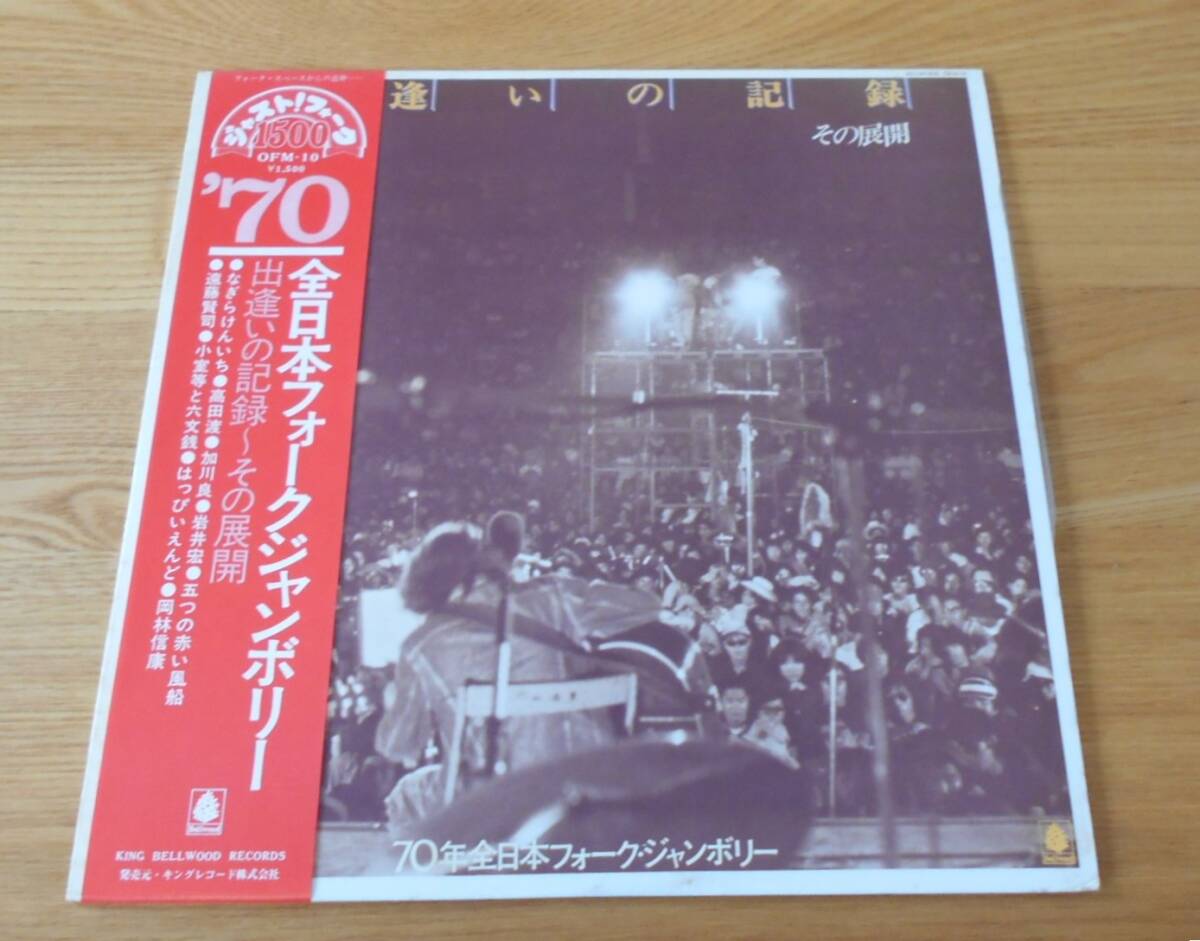 フォーク・スペースからの追跡……
ジャスト!フォーク
1500
OFM-10
¥1,500
'70
全日本フォークジャンボリー
出逢いの記録〜その展開
●なぎらけんいち●高田渡●加川良●岩井宏●五つの赤い風船
●遠藤賢司●小室等と六文銭●はっぴいえんど●岡林信康
KING BELLWOOD RECORDS
発売元・キングレコード株式会社
逢いの記録
その展開
70年全日本フォーク・ジャンボリー